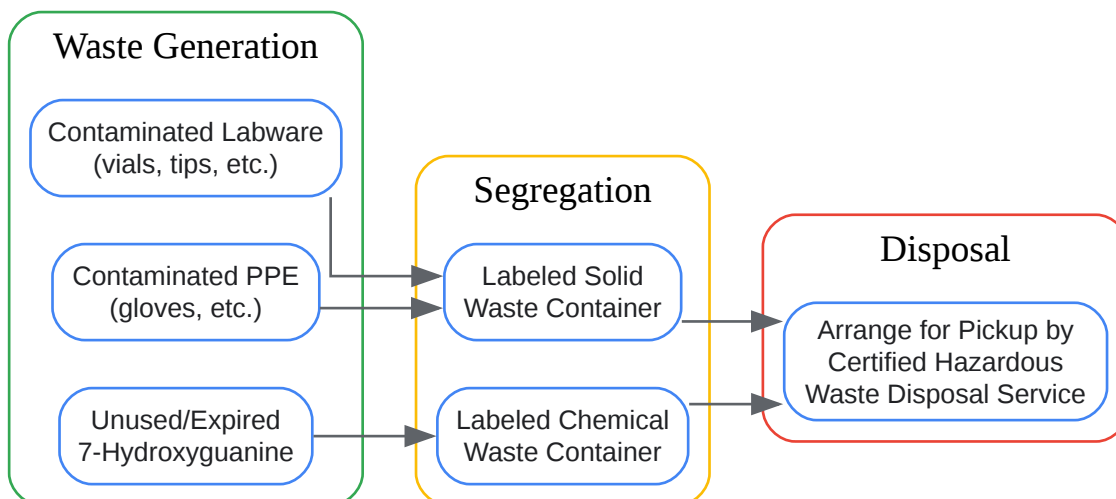 Waste Generation
Contaminated Labware
(vials, tips, etc.)
Contaminated PPE
(gloves, etc.)
Unused/Expired
7-Hydroxyguanine
Segregation
Labeled Solid
Waste Container
Labeled Chemical
Waste Container
Disposal
Arrange for Pickup by
Certified Hazardous
Waste Disposal Service